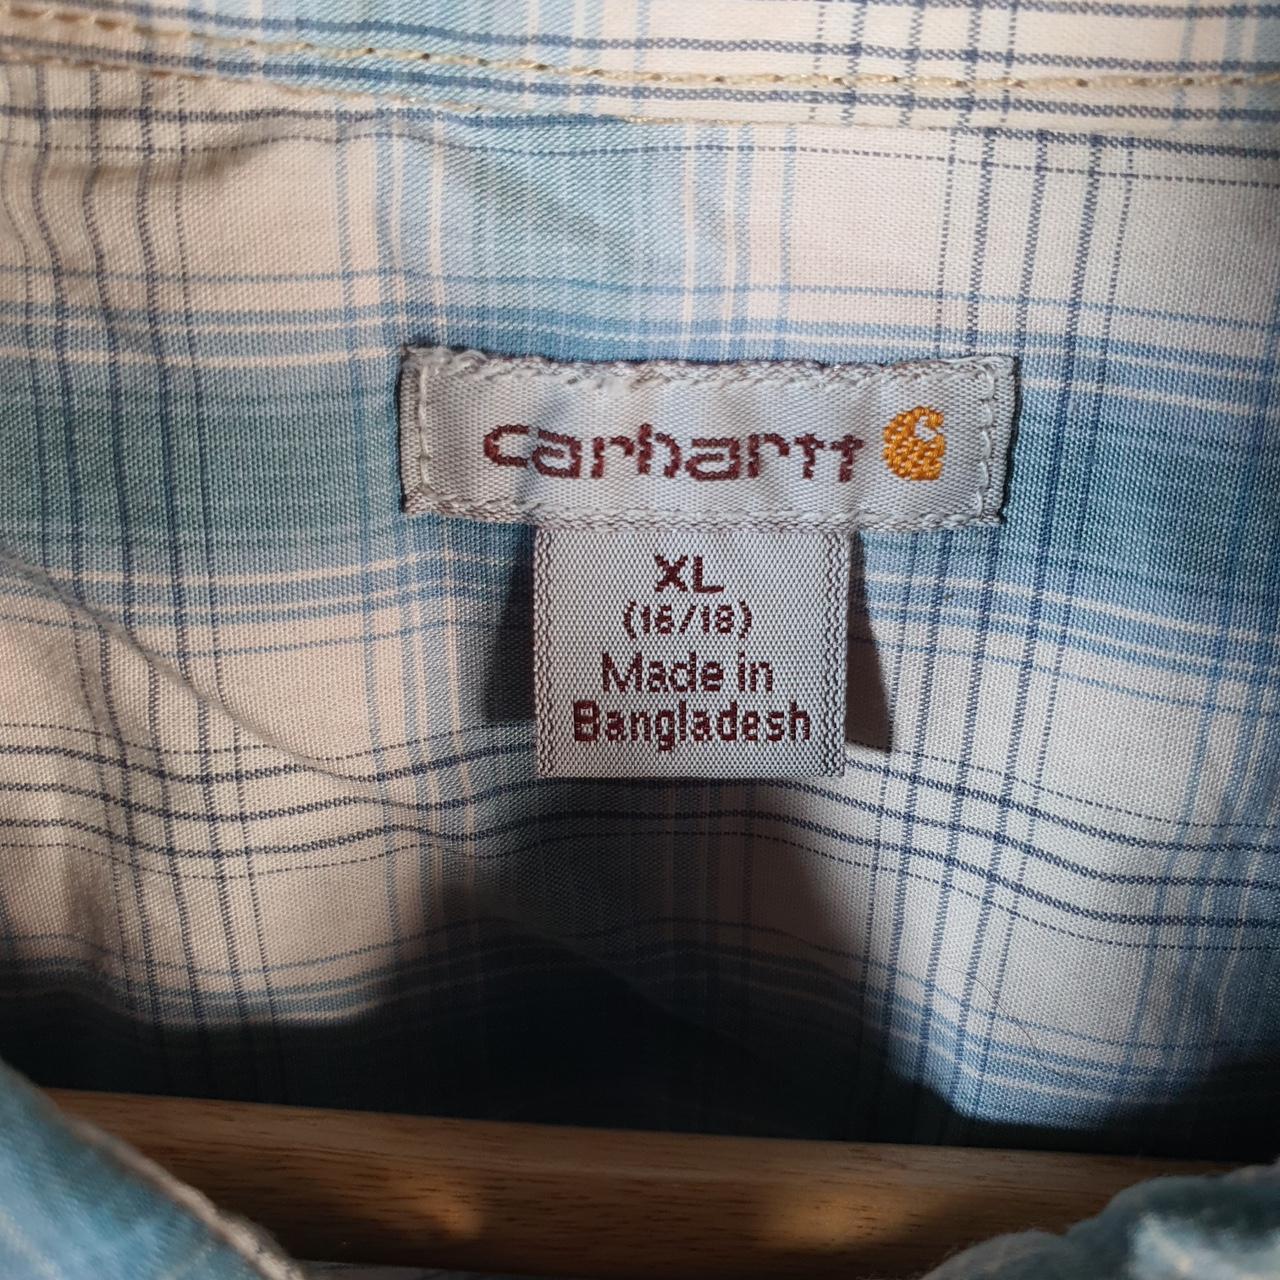 carhartt
XL
(16/18)
Made in
Bangladesh